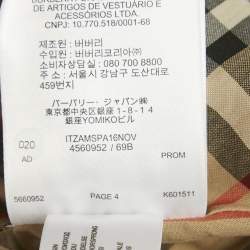 DE ARTIGOS DE VESTUÁRIO E
ACESSÓRIOS LTDA.
CNPJ: 10.770.518/0001-68
제조원 : 버버리
수입원 : 버버리코리아㈜
소비자상담실 : 080 700 8800
주 소 : 서울시 강남구 도산대로
459번지
バーバリー・ジャパン㈱
東京都中央区銀座 1-8-14
銀座YOMIKOビル
ITZAMSPA16NOV
020
4560952 / 69B
AD
PROM
5660952
PAGE 4
K601511